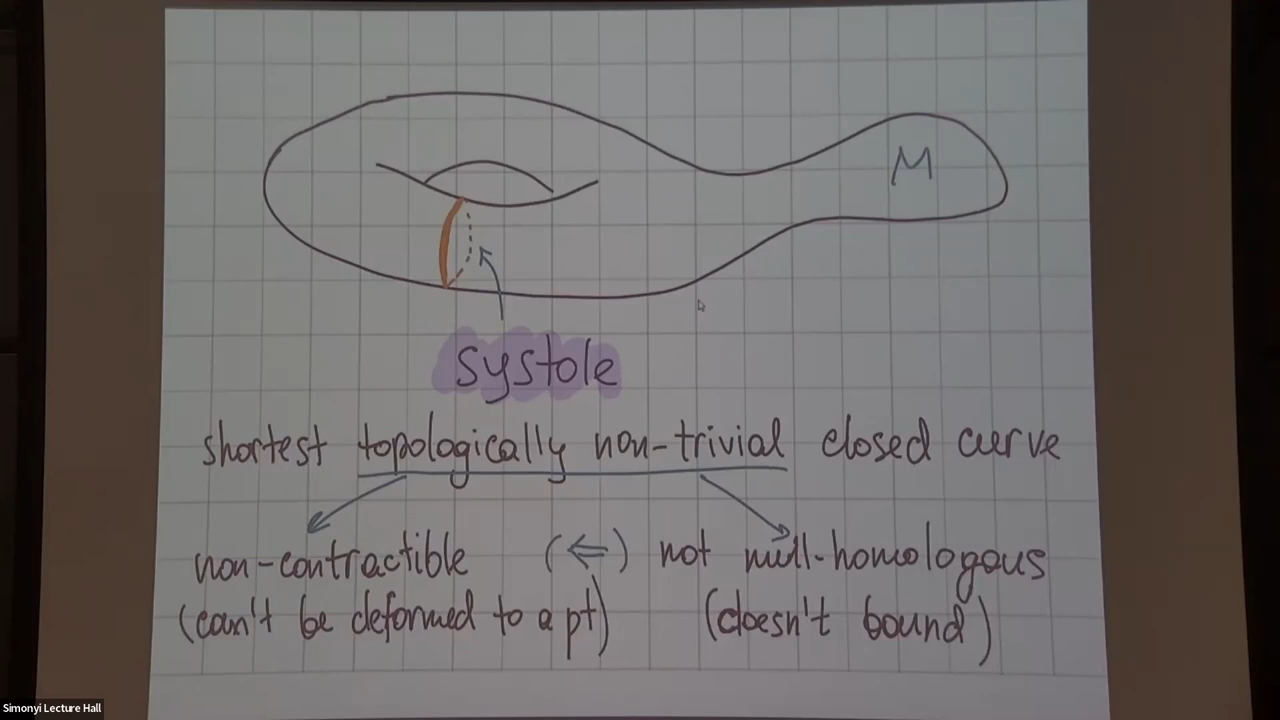 M
systole
shortest topologically non-trivial closed curve
non-contractible (⇐) not null-homologous
(can't be deformed to a pt) (doesn't bound)
Simonyi Lecture Hall